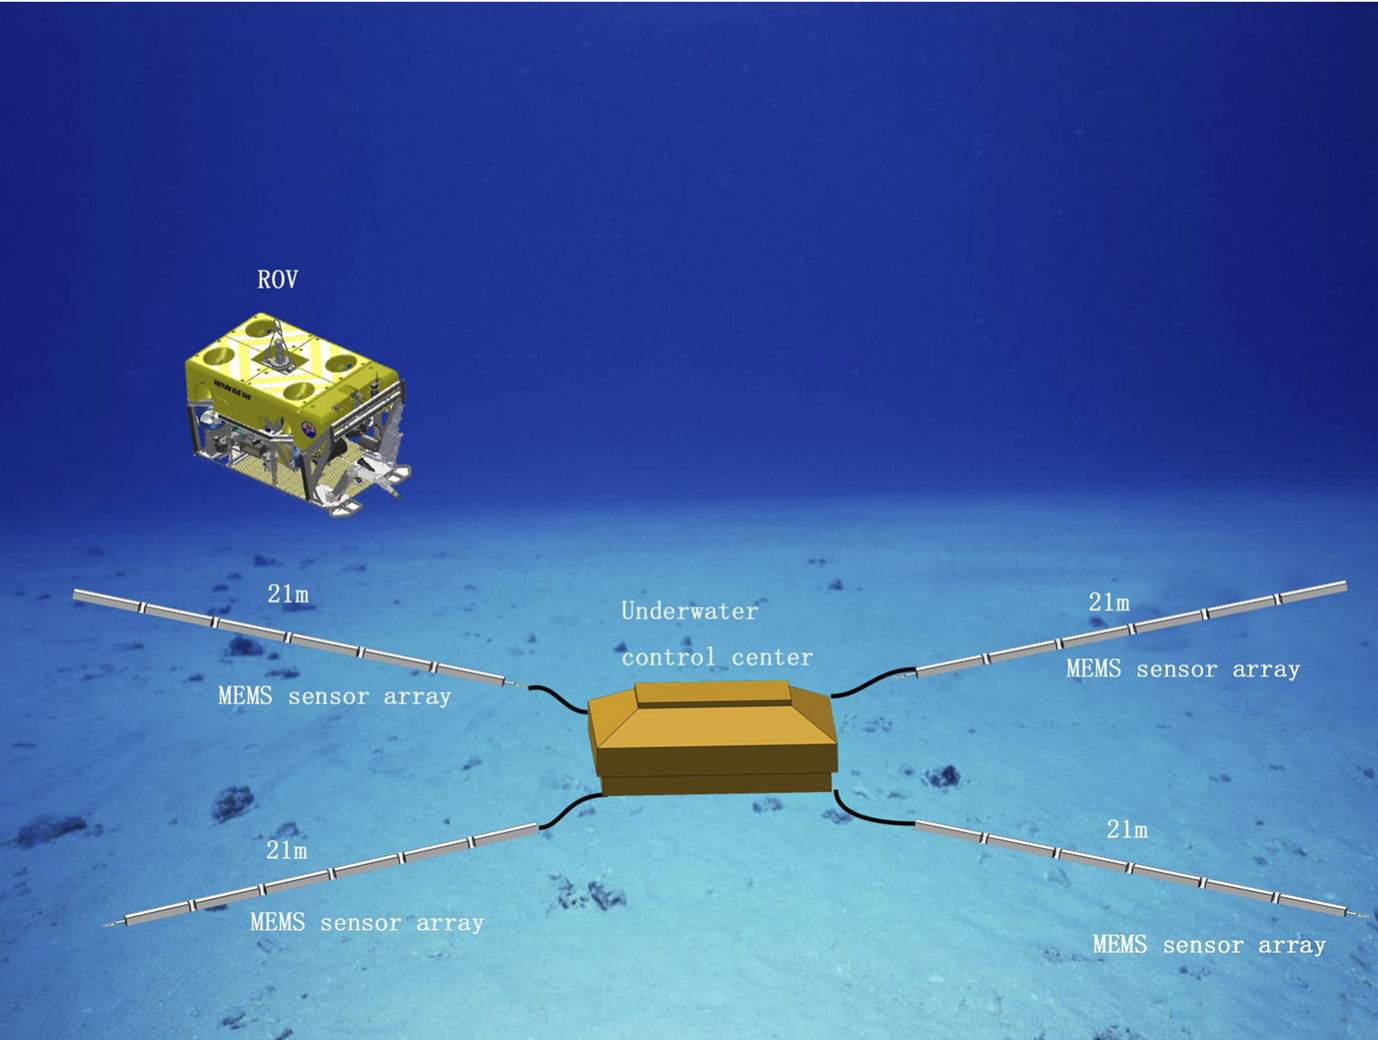 ROV
21m
MEMS sensor array
Underwater
control center
21m
MEMS sensor array
21m
MEMS sensor array
21m
MEMS sensor array